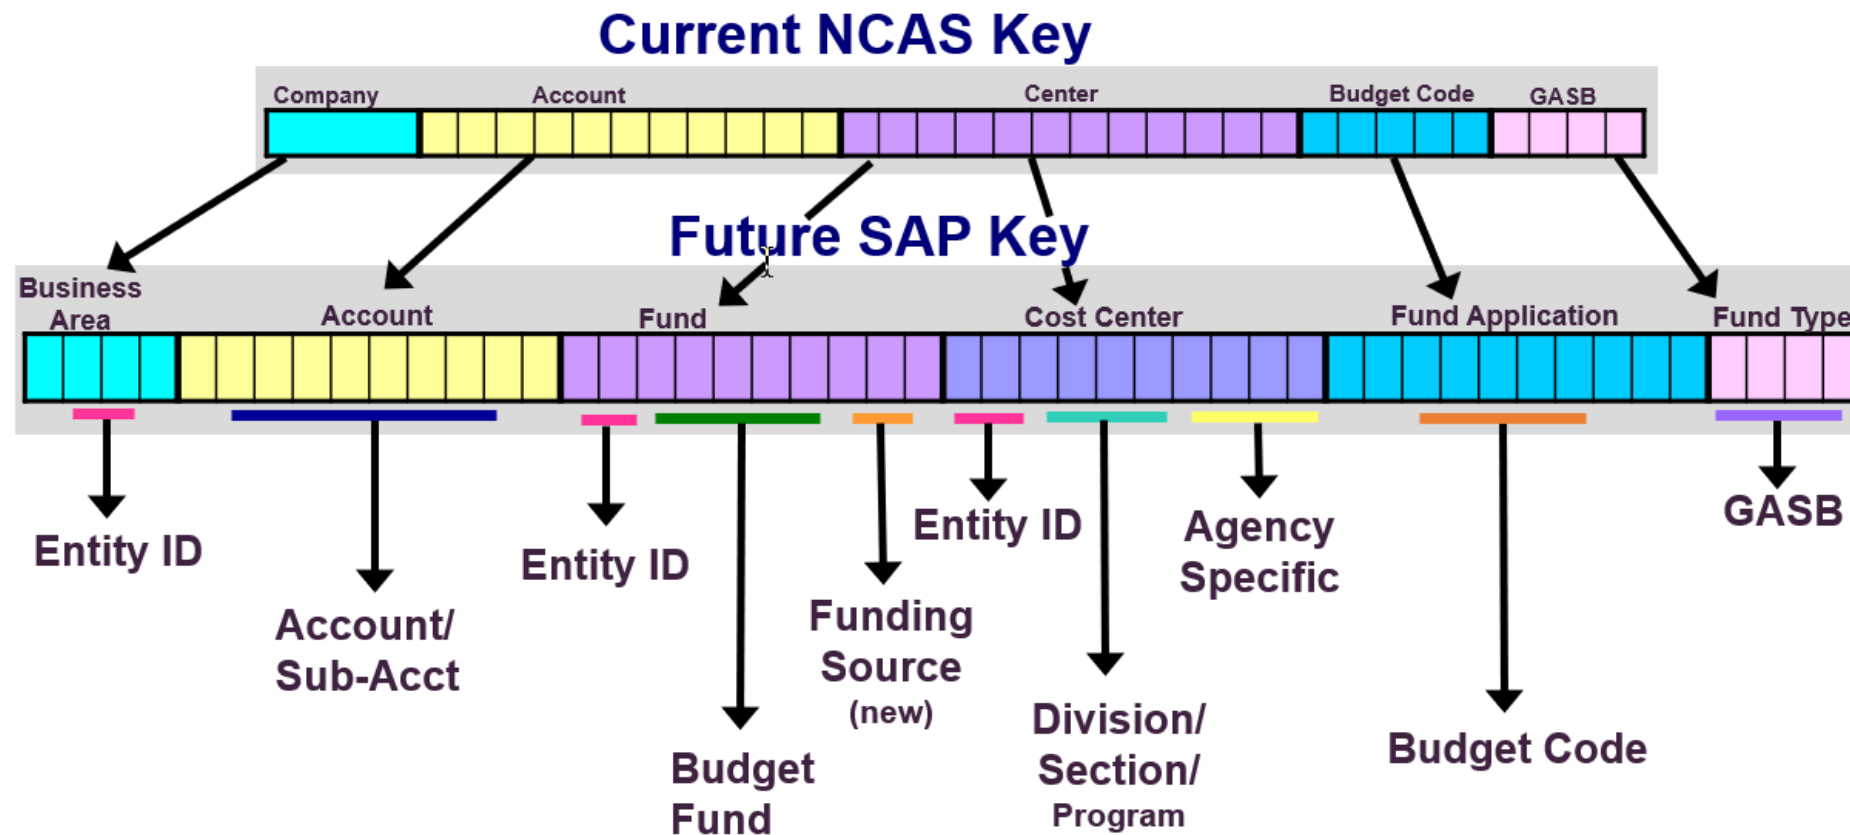 Current NCAS Key
Company
Account
Center
Budget Code
GASB
Future SAP Key
Business
Area
Account
Fund
Cost Center
Fund Application
Fund Type
Entity ID
Account/
Sub-Acct
Entity ID
Budget
Fund
Funding
Source
(new)
Entity ID
Division/
Section/
Program
Agency
Specific
Budget Code
GASB